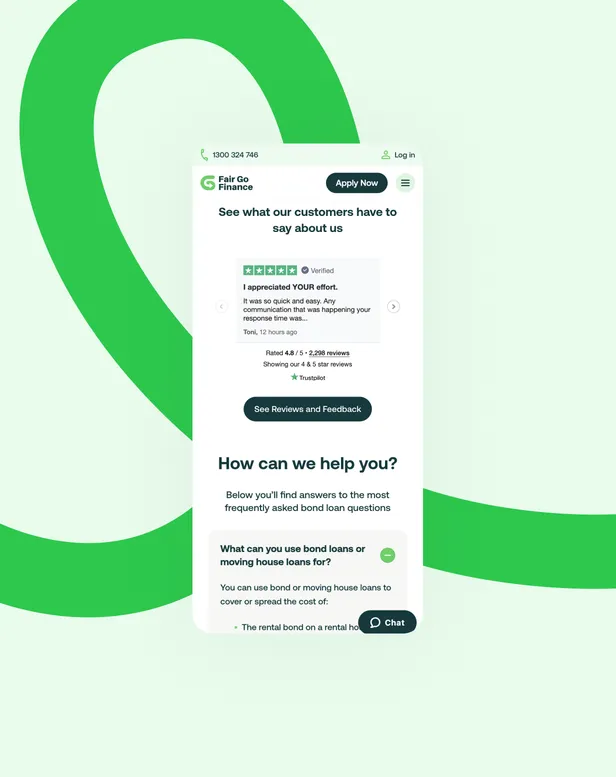 1300 324 746
Log in
Fair Go
Finance
Apply Now
See what our customers have to
say about us
Verified
I appreciated YOUR effort.
It was so quick and easy. Any
communication that was happening your
response time was...
Toni, 12 hours ago
Rated 4.8 / 5 • 2,298 reviews
Showing our 4 & 5 star reviews
Trustpilot
See Reviews and Feedback
How can we help you?
Below you'll find answers to the most
frequently asked bond loan questions
What can you use bond loans or
moving house loans for?
You can use bond or moving house loans to
cover or spread the cost of:
• The rental bond on a rental
Chat